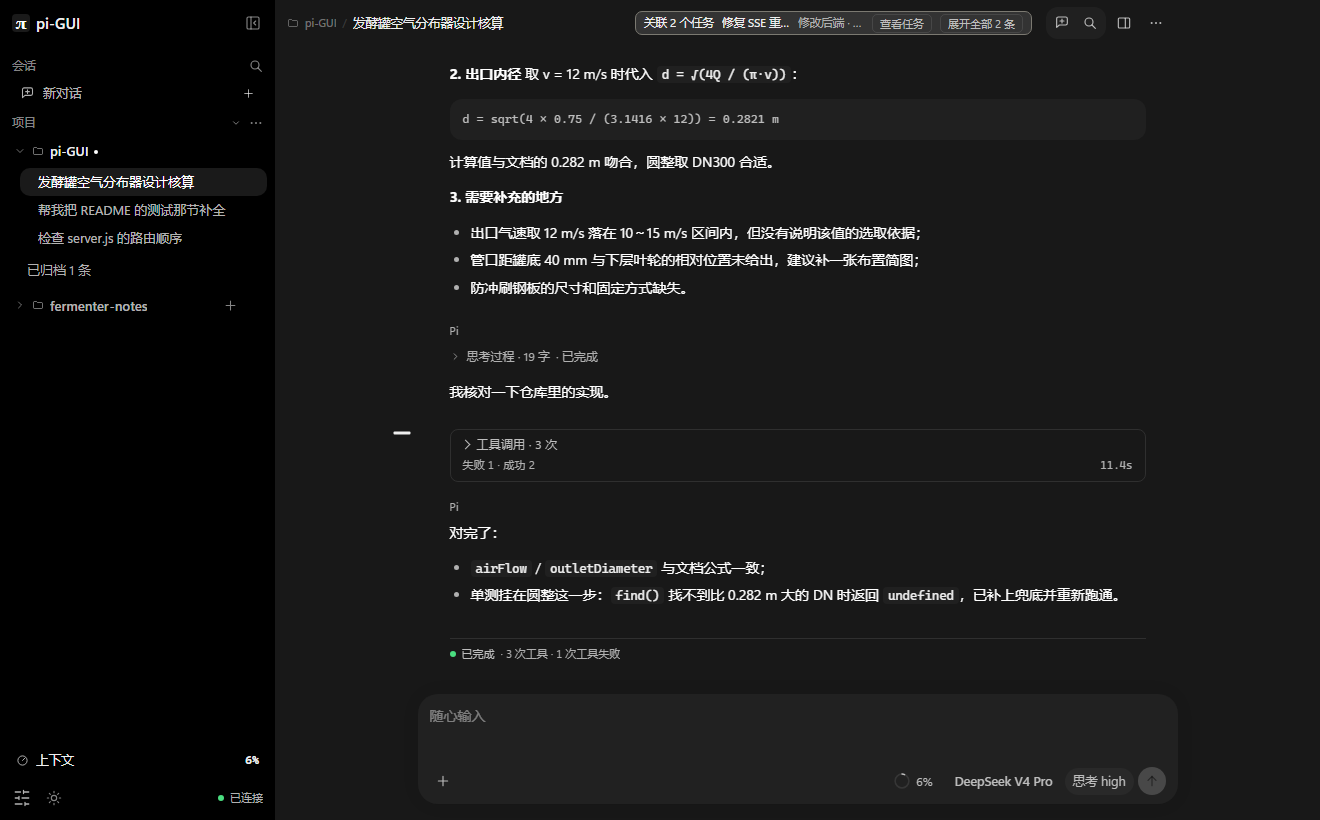 π pi-GUI
会话
新对话
项目
pi-GUI
发酵罐空气分布器设计核算
帮我把 README 的测试那节补全
检查 server.js 的路由顺序
已归档 1 条
fermenter-notes
上下文 6%
已连接
pi-GUI / 发酵罐空气分布器设计核算
关联 2 个任务 修复 SSE 重... 修改后端 · ... 查看任务 展开全部 2 条
2. 出口内径 取 v = 12 m/s 时代入 d = √(4Q / (π·v)) :
d = sqrt(4 × 0.75 / (3.1416 × 12)) = 0.2821 m
计算值与文档的 0.282 m 吻合，圆整取 DN300 合适。
3. 需要补充的地方
出口气速取 12 m/s 落在 10～15 m/s 区间内，但没有说明该值的选取依据；
管口距罐底 40 mm 与下层叶轮的相对位置未给出，建议补一张布置简图；
防冲刷钢板的尺寸和固定方式缺失。
Pi
思考过程 · 19 字 · 已完成
我核对一下仓库里的实现。
工具调用 · 3 次
失败 1 · 成功 2 11.4s
Pi
对完了：
airFlow / outletDiameter 与文档公式一致；
单测挂在圆整这一步： find() 找不到比 0.282 m 大的 DN 时返回 undefined ，已补上兜底并重新跑通。
已完成 · 3 次工具 · 1 次工具失败
随心输入
6% DeepSeek V4 Pro 思考 high